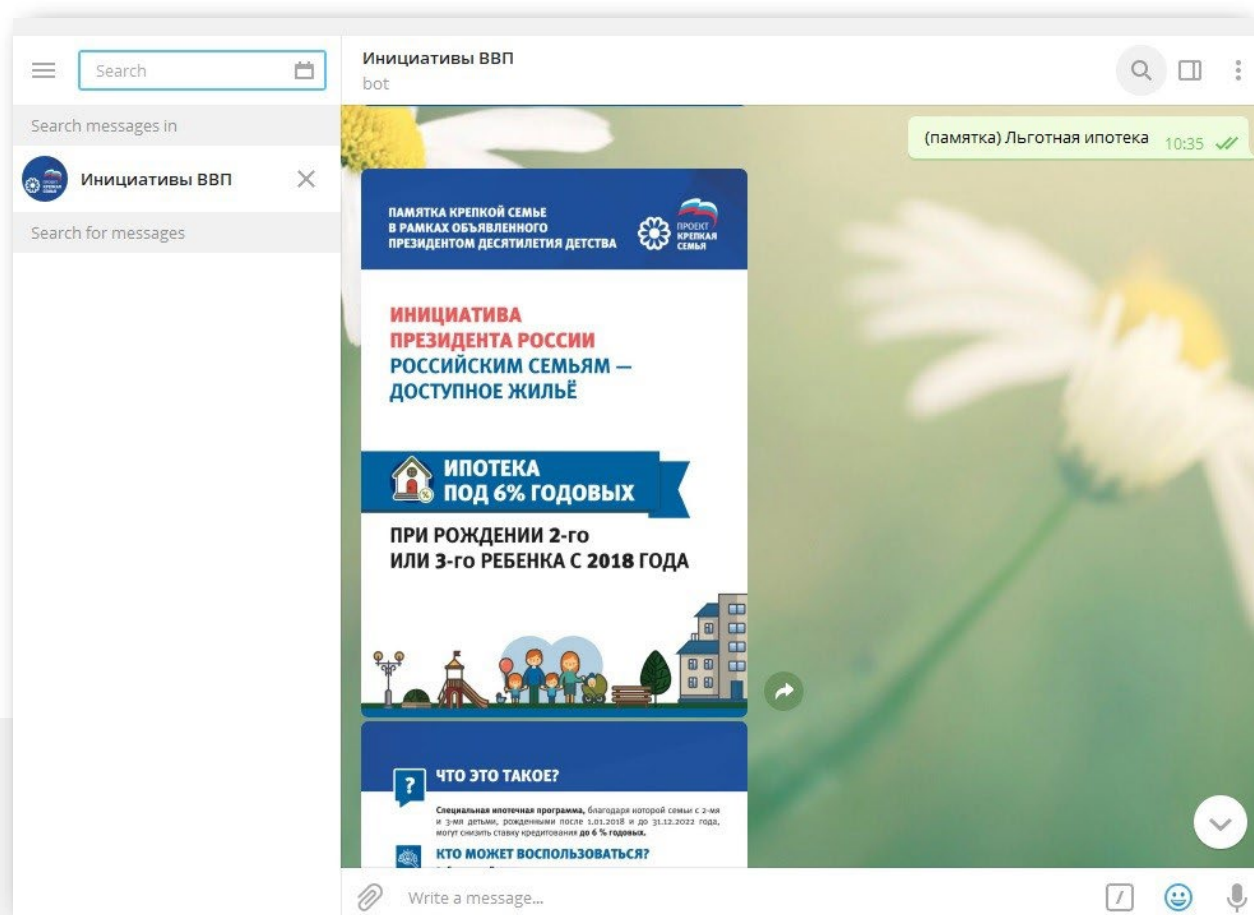 Search
Search messages in
Инициативы ВВП
Search for messages
Инициативы ВВП
bot
(памятка) Льготная ипотека 10:35
ПАМЯТКА КРЕПКОЙ СЕМЬЕ
В РАМКАХ ОБЪЯВЛЕННОГО
ПРЕЗИДЕНТОМ ДЕСЯТИЛЕТИЯ ДЕТСТВА
ПРОЕКТ
КРЕПКАЯ
СЕМЬЯ
ИНИЦИАТИВА
ПРЕЗИДЕНТА РОССИИ
РОССИЙСКИМ СЕМЬЯМ —
ДОСТУПНОЕ ЖИЛЬЁ
ИПОТЕКА
ПОД 6% ГОДОВЫХ
ПРИ РОЖДЕНИИ 2-го
ИЛИ 3-го РЕБЕНКА С 2018 ГОДА
? ЧТО ЭТО ТАКОЕ?
Специальная ипотечная программа, благодаря которой семьи с 2-мя
и 3-мя детьми, рожденными после 1.01.2018 и до 31.12.2022 года,
могут снизить ставку кредитования до 6 % годовых.
КТО МОЖЕТ ВОСПОЛЬЗОВАТЬСЯ?
Write a message...